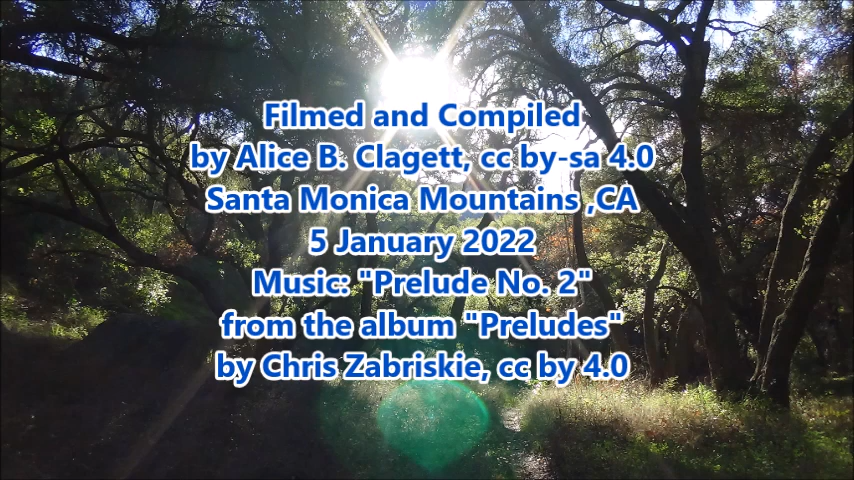 Filmed and Compiled
by Alice B. Clagett, cc by-sa 4.0
Santa Monica Mountains ,CA
5 January 2022
Music: "Prelude No. 2"
from the album "Preludes"
by Chris Zabriskie, cc by 4.0